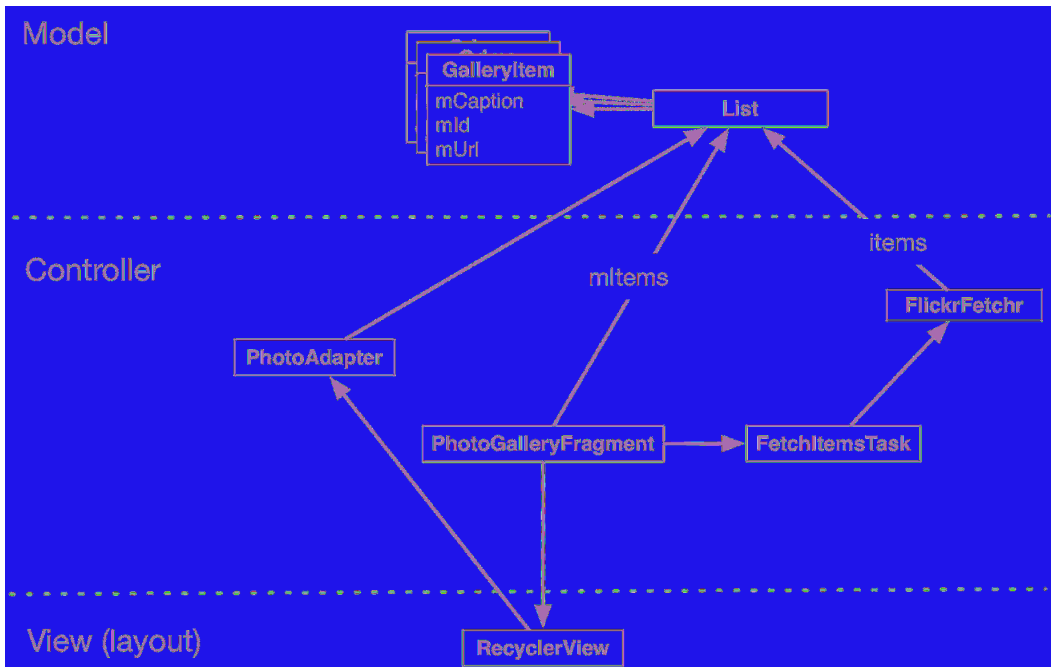 Model
GalleryItem
mCaption
mId
mUrl
List
items
Controller
mItems
FlickrFetchr
PhotoAdapter
PhotoGalleryFragment
FetchItemsTask
View (layout)
RecyclerView